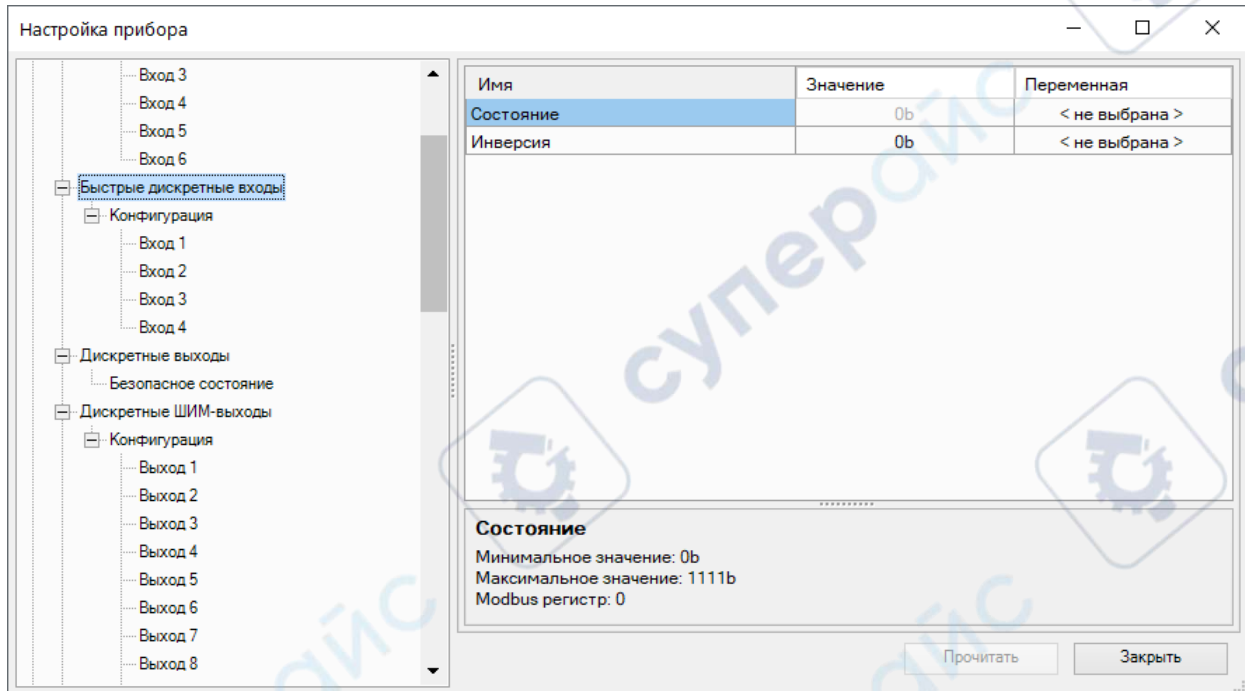 Настройка прибора
Вход 3
Вход 4
Вход 5
Вход 6
Быстрые дискретные входы
Конфигурация
Вход 1
Вход 2
Вход 3
Вход 4
Дискретные выходы
Безопасное состояние
Дискретные ШИМ-выходы
Конфигурация
Выход 1
Выход 2
Выход 3
Выход 4
Выход 5
Выход 6
Выход 7
Выход 8
Имя Значение Переменная
Состояние 0b < не выбрана >
Инверсия 0b < не выбрана >
суперайс
Состояние
Минимальное значение: 0b
Максимальное значение: 1111b
Modbus регистр: 0
Прочитать Закрыть